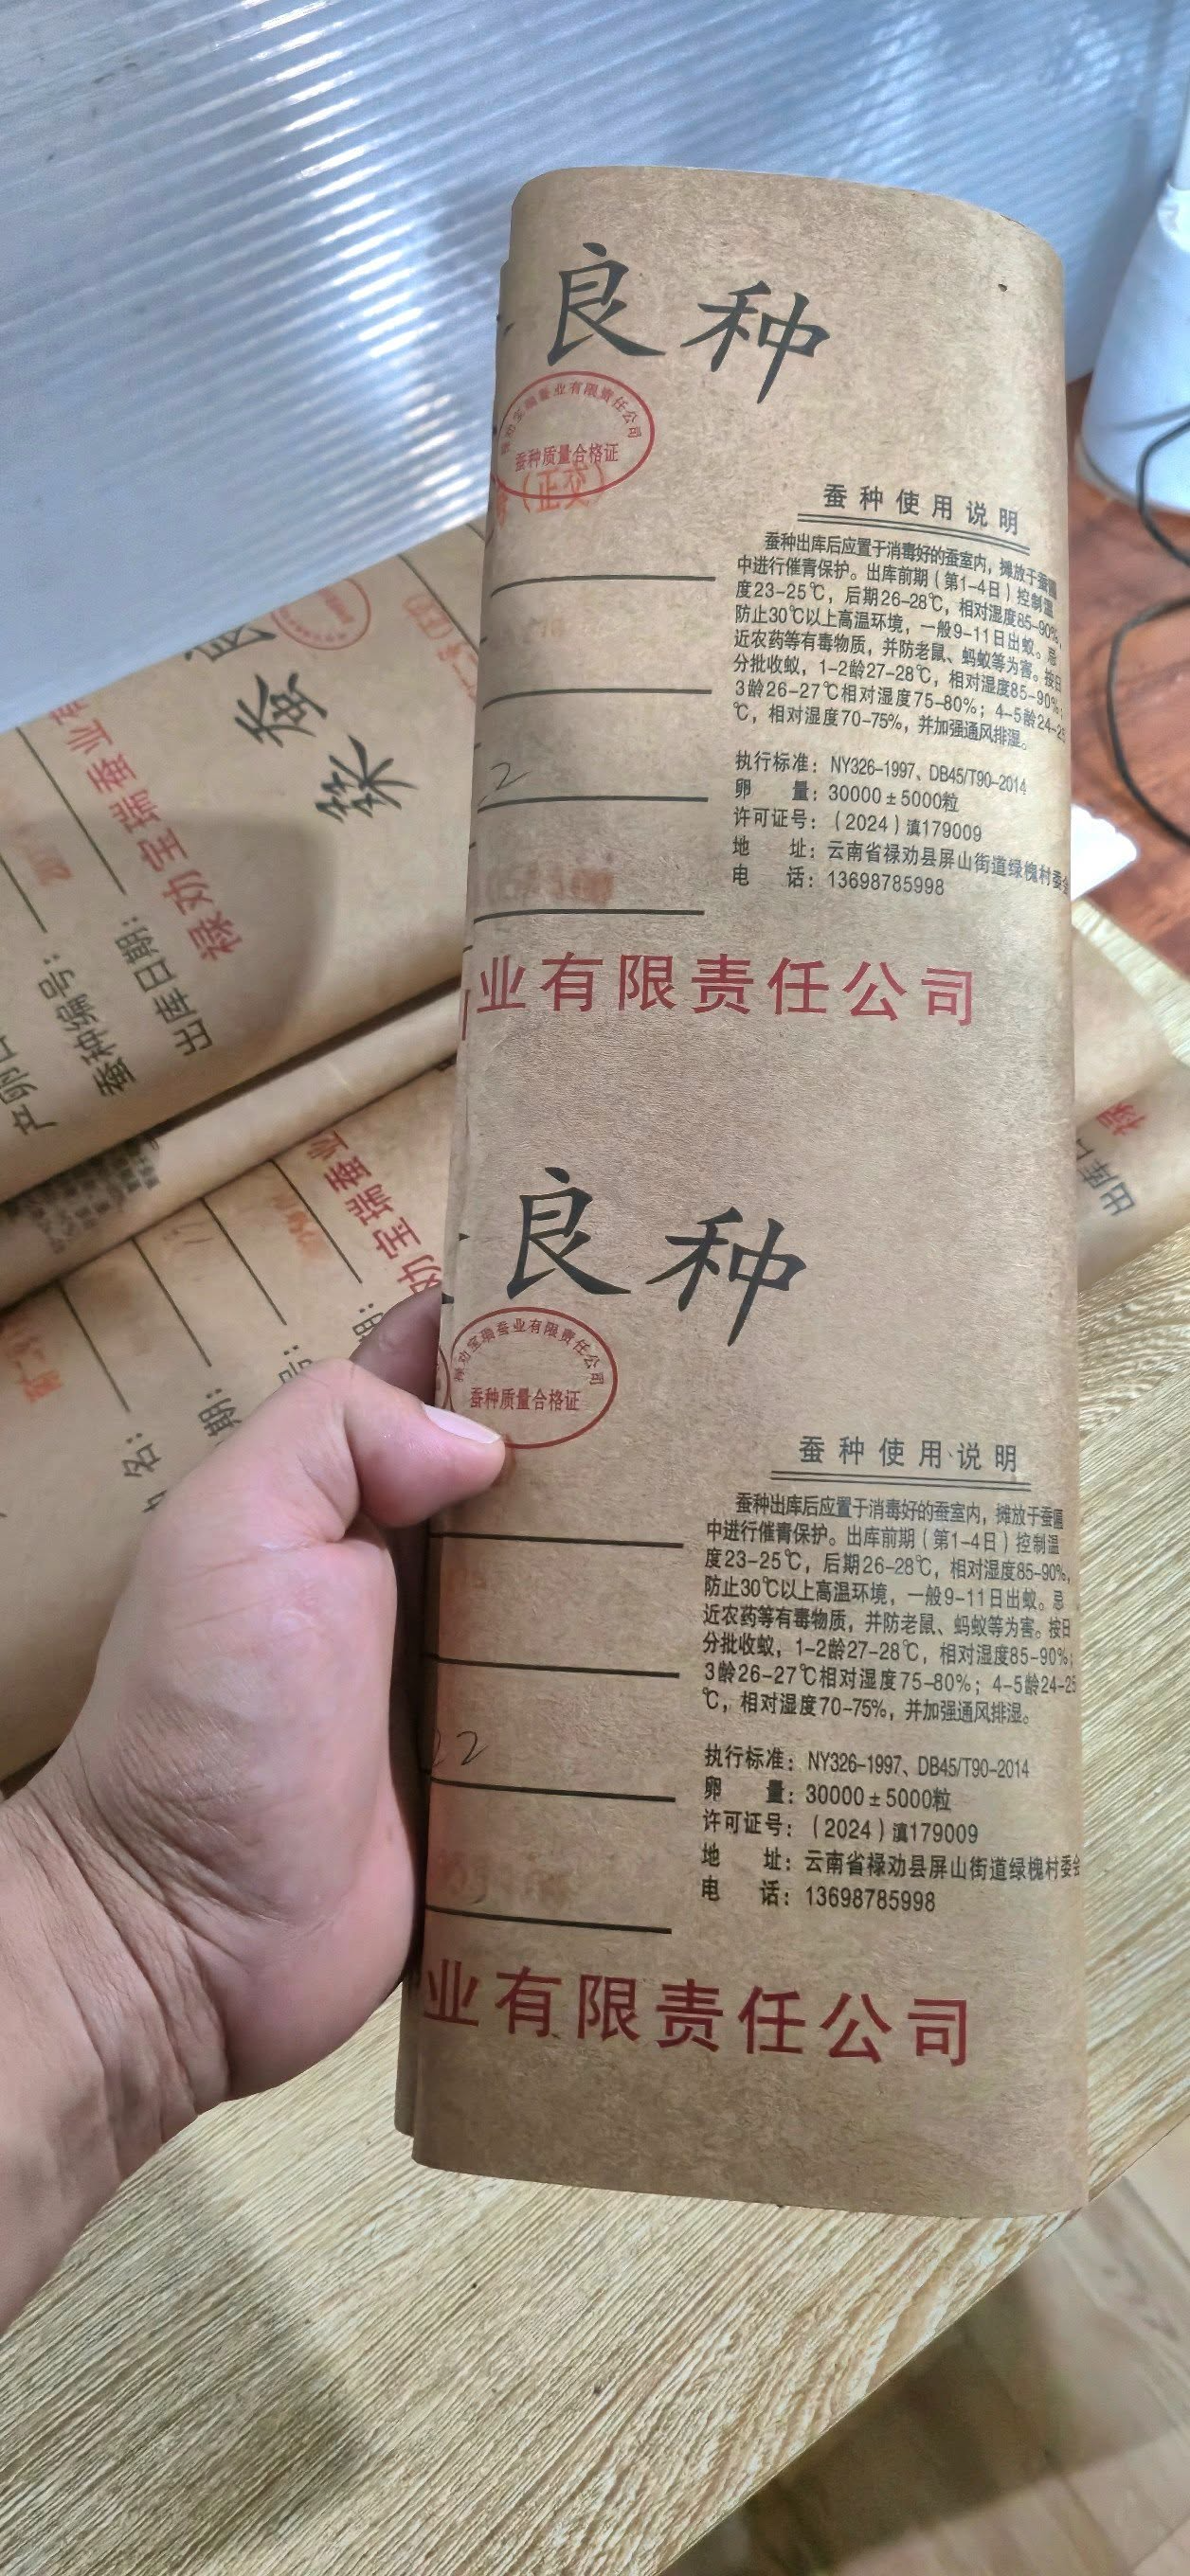 良种
禄劝宝瑞蚕业有限责任公司
蚕种质量合格证
(正交)
蚕种使用说明
蚕种出库后应置于消毒好的蚕室内，摊放于蚕匾
中进行催青保护。出库前期(第1-4日)控制温
度23-25℃，后期26-28℃，相对湿度85-90%，
防止30℃以上高温环境，一般9-11日出蚁。忌
近农药等有毒物质，并防老鼠、蚂蚁等为害。按日
分批收蚁，1-2龄27-28℃，相对湿度85-90%；
3龄26-27℃相对湿度75-80%；4-5龄24-25
℃，相对湿度70-75%，并加强通风排湿。
22
执行标准：NY326-1997、DB45/T90-2014
卵 量：30000±5000粒
许可证号：(2024)滇179009
地 址：云南省禄劝县屏山街道绿槐村委会
电 话：13698785998
业有限责任公司
良种
禄劝宝瑞蚕业有限责任公司
蚕种质量合格证
蚕种使用说明
蚕种出库后应置于消毒好的蚕室内，摊放于蚕匾
中进行催青保护。出库前期(第1-4日)控制温
度23-25℃，后期26-28℃，相对湿度85-90%，
防止30℃以上高温环境，一般9-11日出蚁。忌
近农药等有毒物质，并防老鼠、蚂蚁等为害。按日
分批收蚁，1-2龄27-28℃，相对湿度85-90%；
3龄26-27℃相对湿度75-80%；4-5龄24-25
℃，相对湿度70-75%，并加强通风排湿。
22
执行标准：NY326-1997、DB45/T90-2014
卵 量：30000±5000粒
许可证号：(2024)滇179009
地 址：云南省禄劝县屏山街道绿槐村委会
电 话：13698785998
业有限责任公司
柞蚕
产卵日
蚕种编号：
出库日期：
禄劝宝瑞蚕业有
名：
期：
号：
期：
劝宝瑞蚕业
出库日
禄